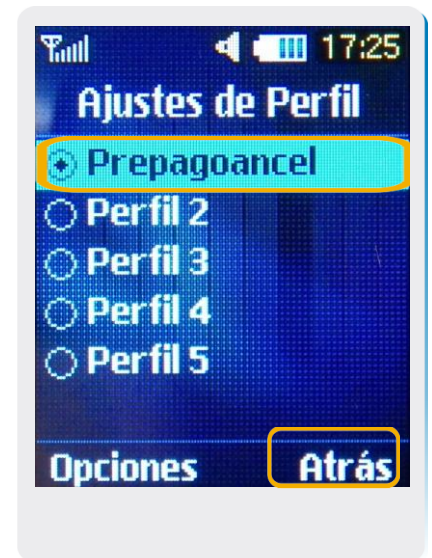 17:25
Ajustes de Perfil
Prepagoancel
Perfil 2
Perfil 3
Perfil 4
Perfil 5
Opciones Atrás